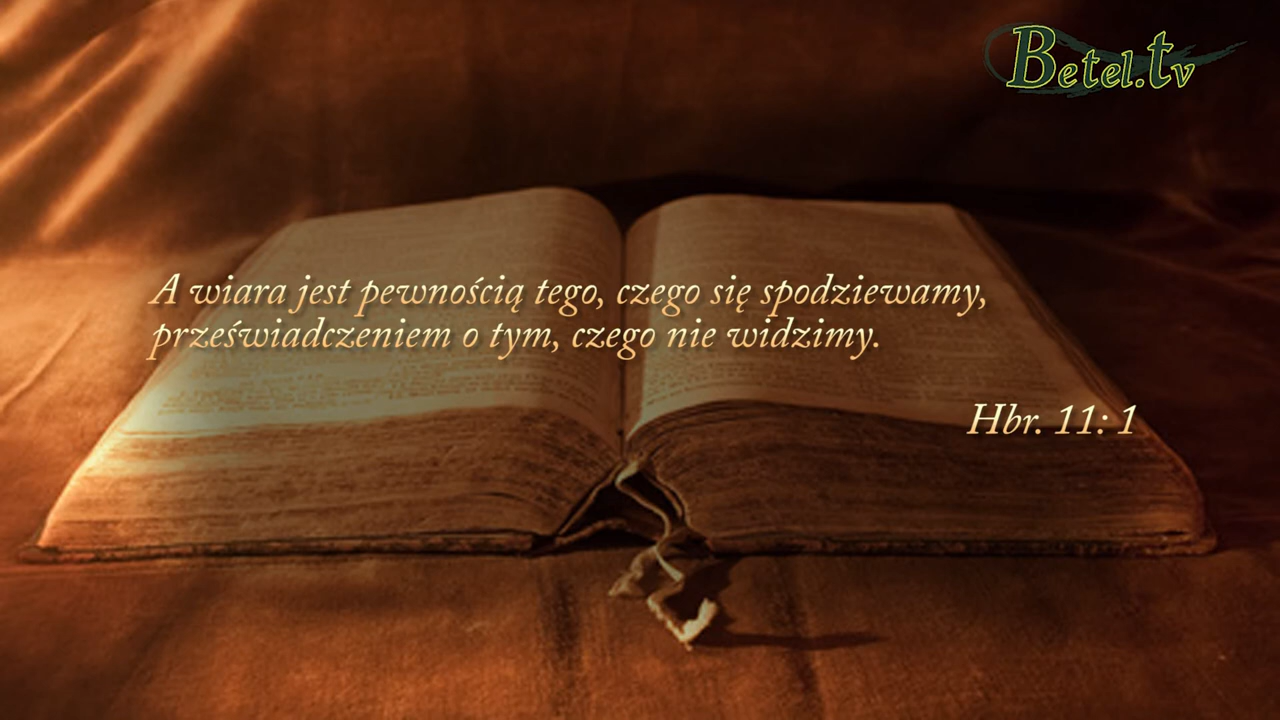 Betel.tv
A wiara jest pewnością tego, czego się spodziewamy,
przeświadczeniem o tym, czego nie widzimy.
Hbr. 11: 1